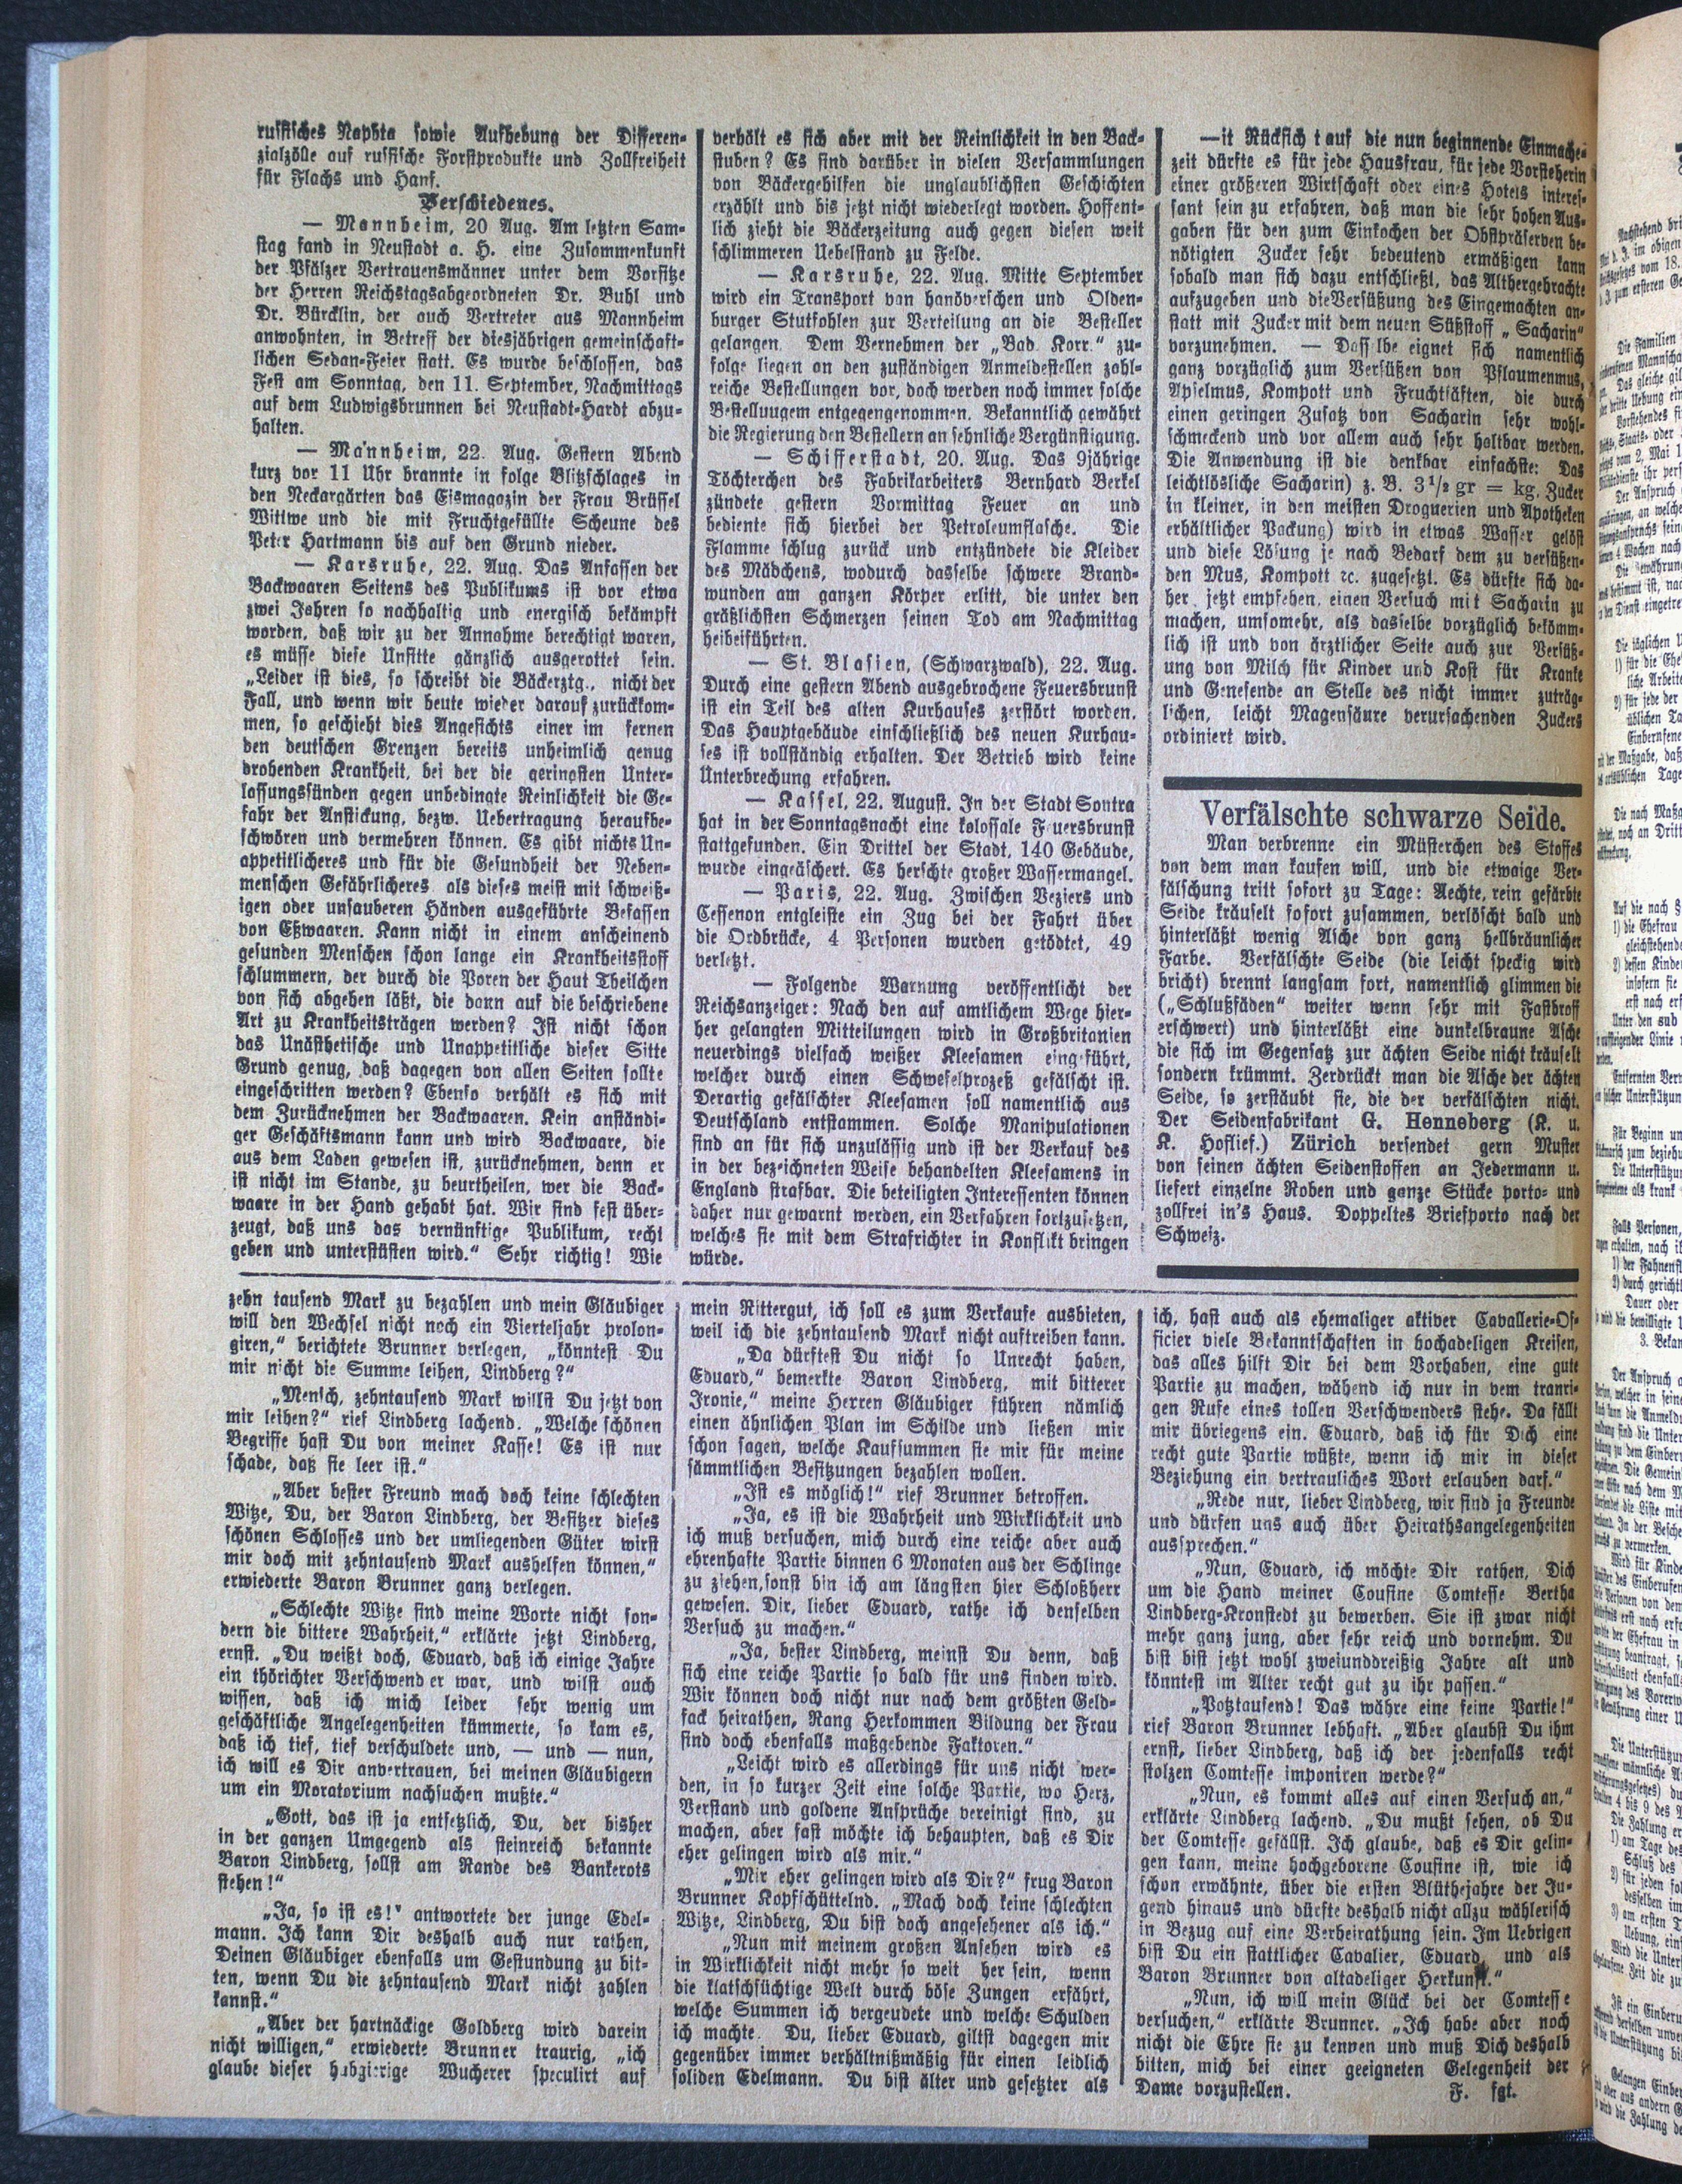 russisches Naphta sowie Aufhebung der Differen-
zialzölle auf russische Forstprodukte und Zollfreiheit
für Flachs und Hanf.
Verschiedenes.
— Mannheim, 20 Aug. Am letzten Sam-
stag fand in Neustadt a. H. eine Zusammenkunft
der Pfälzer Vertrauensmänner unter dem Vorsitze
der Herren Reichstagsabgeordneten Dr. Buhl und
Dr. Bürcklin, der auch Vertreter aus Mannheim
anwohnten, in Betreff der diesjährigen gemeinschaft-
lichen Sedan-Feier statt. Es wurde beschlossen, das
Fest am Sonntag, den 11. September, Nachmittags
auf dem Ludwigsbrunnen bei Neustadt-Hardt abzu-
halten.
— Mannheim, 22. Aug. Gestern Abend
kurz vor 11 Uhr brannte in folge Blitzschlages in
den Neckargärten das Eismagazin der Frau Brüssel
Wittwe und die mit Fruchtgefüllte Scheune des
Peter Hartmann bis auf den Grund nieder.
— Karsruhe, 22. Aug. Das Anfassen der
Backwaaren Seitens des Publikums ist vor etwa
zwei Jahren so nachhaltig und energisch bekämpft
worden, daß wir zu der Annahme berechtigt waren,
es müsse diese Unsitte gänzlich ausgerottet sein.
„Leider ist dies, so schreibt die Bäckerztg., nicht der
Fall, und wenn wir heute wieder darauf zurückkom-
men, so geschieht dies Angesichts einer im fernen
den deutschen Grenzen bereits unheimlich genug
drohenden Krankheit, bei der die geringsten Unter-
lassungssünden gegen unbedingte Reinlichkeit die Ge-
fahr der Anstickung, bezw. Uebertragung heraufbe-
schwören und vermehren können. Es gibt nichts Un-
appetitlicheres und für die Gesundheit der Neben-
menschen Gefährlicheres als dieses meist mit schweiß-
igen oder unsauberen Händen ausgeführte Befassen
von Eßwaaren. Kann nicht in einem anscheinend
gesunden Menschen schon lange ein Krankheitsstoff
schlummern, der durch die Poren der Haut Theilchen
von sich abgeben läßt, die dann auf die beschriebene
Art zu Krankheitsträgen werden? Ist nicht schon
das Unästhetische und Unappetitliche dieser Sitte
Grund genug, daß dagegen von allen Seiten sollte
eingeschritten werden? Ebenso verhält es sich mit
dem Zurücknehmen der Backwaaren. Kein anständi-
ger Geschäftsmann kann und wird Backwaare, die
aus dem Laden gewesen ist, zurücknehmen, denn er
ist nicht im Stande, zu beurtheilen, wer die Back-
waare in der Hand gehabt hat. Wir sind fest über-
zeugt, daß uns das vernünftige Publikum, recht
geben und unterstüsten wird.“ Sehr richtig! Wie
verhält es sich aber mit der Reinlichkeit in den Back-
stuben? Es sind darüber in vielen Versammlungen
von Bäckergehilfen die unglaublichsten Geschichten
erzählt und bis jetzt nicht wiederlegt worden. Hoffent-
lich zieht die Bäckerzeitung auch gegen diesen weit
schlimmeren Uebelstand zu Felde.
— Karsruhe, 22. Aug. Mitte September
wird ein Transport van hanöverschen und Olden-
burger Stutfohlen zur Verteilung an die Besteller
gelangen. Dem Vernehmen der „Bad. Korr.“ zu-
folge liegen an den zuständigen Anmeldestellen zahl-
reiche Bestellungen vor, doch werden noch immer solche
Bestelluugem entgegengenommen. Bekanntlich gewährt
die Regierung den Bestellern an sehnliche Vergünstigung.
— Schifferstadt, 20. Aug. Das 9jährige
Töchterchen des Fabrikarbeiters Bernhard Berkel
zündete gestern Vormittag Feuer an und
bediente sich hierbei der Petroleumflasche. Die
Flamme schlug zurück und entzündete die Kleider
des Mädchens, wodurch dasselbe schwere Brand-
wunden am ganzen Körper erlitt, die unter den
gräßlichsten Schmerzen seinen Tod am Nachmittag
heibeiführten.
— St. Blasien, (Schwarzwald), 22. Aug.
Durch eine gestern Abend ausgebrochene Feuersbrunst
ist ein Teil des alten Kurhauses zerstört worden.
Das Hauptgebäude einschließlich des neuen Kurhau-
ses ist vollständig erhalten. Der Betrieb wird keine
Unterbrechung erfahren.
— Kassel, 22. August. In der Stadt Sontra
hat in der Sonntagsnacht eine kolossale F uersbrunst
stattgefunden. Ein Drittel der Stadt, 140 Gebäude,
wurde eingeäschert. Es herschte großer Wassermangel.
— Paris, 22. Aug. Zwischen Beziers und
Cessenon entgleiste ein Zug bei der Fahrt über
die Ordbrücke, 4 Personen wurden getödtet, 49
verletzt.
— Folgende Warnung veröffentlicht der
Reichsanzeiger: Nach den auf amtlichem Wege hier-
her gelangten Mitteilungen wird in Großbritanien
neuerdings vielfach weißer Kleesamen eingeführt,
welcher durch einen Schwefelprozeß gefälscht ist.
Derartig gefälschter Kleesamen soll namentlich aus
Deutschland entstammen. Solche Manipulationen
sind an für sich unzulässig und ist der Verkauf des
in der bezeichneten Weise behandelten Kleesamens in
England strafbar. Die beteiligten Interessenten können
daher nur gewarnt werden, ein Verfahren fortzusetzen,
welches sie mit dem Strafrichter in Konflikt bringen
würde.
—it Rücksich t auf die nun beginnende Einmache-
zeit dürfte es für jede Hausfrau, für jede Vorsteherin
einer größeren Wirtschaft oder eines Hotels interes-
sant sein zu erfahren, daß man die sehr hohen Aus-
gaben für den zum Einkochen der Obstpräserven be-
nötigten Zucker sehr bedeutend ermäßigen kann
sobald man sich dazu entschließt, das Althergebrachte
aufzugeben und die Versüßung des Eingemachten an-
statt mit Zucker mit dem neuen Süßstoff „Sacharin“
vorzunehmen. — Dass lbe eignet sich namentlich
ganz vorzüglich zum Versüßen von Pflaumenmus,
Apfelmus, Kompott und Fruchtsäften, die durch
einen geringen Zusatz von Sacharin sehr wohl-
schmeckend und vor allem auch sehr haltbar werden.
Die Anwendung ist die denkbar einfachste: Das
leichtlösliche Sacharin) z. B. 3½ gr = kg. Zucker
in kleiner, in den meisten Droguerien und Apotheken
erhältlicher Packung) wird in etwas Wasser gelöst
und diese Lösung je nach Bedarf dem zu versüßen-
den Mus, Kompott ꝛc. zugesetzt. Es dürfte sich da-
her jetzt empfehen, einen Versuch mit Sacharin zu
machen, umsomehr, als dasselbe vorzüglich bekömm-
lich ist und von ärztlicher Seite auch zur Versüß-
ung von Milch für Kinder und Kost für Kranke
und Genesende an Stelle des nicht immer zuträg-
lichen, leicht Magensäure verursachenden Zuckers
ordiniert wird.
Verfälschte schwarze Seide.
Man verbrenne ein Müsterchen des Stoffes
von dem man kaufen will, und die etwaige Ver-
fälschung tritt sofort zu Tage: Aechte, rein gefärbte
Seide kräuselt sofort zusammen, verlöscht bald und
hinterläßt wenig Asche von ganz hellbräunlicher
Farbe. Verfälschte Seide (die leicht speckig wird
bricht) brennt langsam fort, namentlich glimmen die
(„Schlußfäden“ weiter wenn sehr mit Fastbroff
erschwert) und hinterläßt eine dunkelbraune Asche
die sich im Gegensatz zur ächten Seide nicht kräuselt
sondern krümmt. Zerdrückt man die Asche der ächten
Seide, so zerstäubt sie, die der verfälschten nicht.
Der Seidenfabrikant G. Henneberg (K. u.
K. Hoflief.) Zürich versendet gern Muster
von seinen ächten Seidenstoffen an Jedermann u.
liefert einzelne Roben und ganze Stücke porto- und
zollfrei in's Haus. Doppeltes Briefporto nach der
Schweiz.
zehn tausend Mark zu bezahlen und mein Gläubiger
will den Wechsel nicht noch ein Vierteljahr prolon-
giren,“ berichtete Brunner verlegen, „könntest Du
mir nicht die Summe leihen, Lindberg?“
„Mensch, zehntausend Mark willst Du jetzt von
mir leihen?“ rief Lindberg lachend. „Welche schönen
Begriffe hast Du von meiner Kasse! Es ist nur
schade, daß sie leer ist.“
„Aber bester Freund mach doch keine schlechten
Witze, Du, der Baron Lindberg, der Besitzer dieses
schönen Schlosses und der umliegenden Güter wirst
mir doch mit zehntausend Mark aushelfen können,“
erwiederte Baron Brunner ganz verlegen.
„Schlechte Witze sind meine Worte nicht son-
dern die bittere Wahrheit,“ erklärte jetzt Lindberg,
ernst. „Du weißt doch, Eduard, daß ich einige Jahre
ein thörichter Verschwend er war, und wilst auch
wissen, daß ich mich leider sehr wenig um
geschäftliche Angelegenheiten kümmerte, so kam es,
daß ich tief, tief verschuldete und, — und — nun,
ich will es Dir anvertrauen, bei meinen Gläubigern
um ein Moratorium nachsuchen mußte.“
„Gott, das ist ja entsetzlich, Du, der bisher
in der ganzen Umgegend als steinreich bekannte
Baron Lindberg, sollst am Rande des Bankerots
stehen!“
„Ja, so ist es!“ antwortete der junge Edel-
mann. Ich kann Dir deshalb auch nur rathen,
Deinen Gläubiger ebenfalls um Gestundung zu bit-
ten, wenn Du die zehntausend Mark nicht zahlen
kannst.“
„Aber der hartnäckige Goldberg wird darein
nicht willigen,“ erwiederte Brunner traurig, „ich
glaube dieser habgierige Wucherer speculirt auf
mein Rittergut, ich soll es zum Verkaufe ausbieten,
weil ich die zehntausend Mark nicht auftreiben kann.
„Da dürftest Du nicht so Unrecht haben,
Eduard,“ bemerkte Baron Lindberg, mit bitterer
Ironie,“ meine Herren Gläubiger führen nämlich
einen ähnlichen Plan im Schilde und ließen mir
schon sagen, welche Kaufsummen sie mir für meine
sämmtlichen Besitzungen bezahlen wollen.
„Ist es möglich!“ rief Brunner betroffen.
„Ja, es ist die Wahrheit und Wirklichkeit und
ich muß versuchen, mich durch eine reiche aber auch
ehrenhafte Partie binnen 6 Monaten aus der Schlinge
zu ziehen,sonst bin ich am längsten hier Schloßherr
gewesen. Dir, lieber Eduard, rathe ich denselben
Versuch zu machen.“
„Ja, bester Lindberg, meinst Du denn, daß
sich eine reiche Partie so bald für uns finden wird.
Wir können doch nicht nur nach dem größten Geld-
sack heirathen, Rang Herkommen Bildung der Frau
sind doch ebenfalls maßgebende Faktoren.“
„Leicht wird es allerdings für uns nicht wer-
den, in so kurzer Zeit eine solche Partie, wo Herz,
Verstand und goldene Ansprüche vereinigt sind, zu
machen, aber fast möchte ich behaupten, daß es Dir
eher gelingen wird als mir.“
„Mir eher gelingen wird als Dir?“ frug Baron
Brunner Kopfschüttelnd. „Mach doch keine schlechten
Witze, Lindberg, Du bist doch angesehener als ich.“
„Nun mit meinem großen Ansehen wird es
in Wirklichkeit nicht mehr so weit her sein, wenn
die klatschsüchtige Welt durch böse Zungen erfährt,
welche Summen ich vergeudete und welche Schulden
ich machte. Du, lieber Eduard, giltst dagegen mir
gegenüber immer verhältnißmäßig für einen leidlich
soliden Edelmann. Du bist älter und gesetzter als
ich, hast auch als ehemaliger aktiver Cavallerie-Of-
ficier viele Bekanntschaften in hochadeligen Kreisen,
das alles hilft Dir bei dem Vorhaben, eine gute
Partie zu machen, wähend ich nur in vem tranri-
gen Rufe eines tollen Verschwenders stehe. Da fällt
mir übriegens ein. Eduard, daß ich für Dich eine
recht gute Partie wüßte, wenn ich mir in dieser
Beziehung ein vertrauliches Wort erlauben darf.“
„Rede nur, lieber Lindberg, wir sind ja Freunde
und dürfen uns auch über Heirathsangelegenheiten
aussprechen.“
„Nun, Eduard, ich möchte Dir rathen, Dich
um die Hand meiner Cousine Comtesse Bertha
Lindberg-Kronstedt zu bewerben. Sie ist zwar nicht
mehr ganz jung, aber sehr reich und vornehm. Du
bist bist jetzt wohl zweiunddreißig Jahre alt und
könntest im Alter recht gut zu ihr passen.“
„Potztausend! Das währe eine feine Partie!“
rief Baron Brunner lebhaft. „Aber glaubst Du ihm
ernst, lieber Lindberg, daß ich der jedenfalls recht
stolzen Comtesse imponiren werde?“
„Nun, es kommt alles auf einen Versuch an,“
erklärte Lindberg lachend. „Du mußt sehen, ob Du
der Comtesse gefällst. Ich glaube, daß es Dir gelin-
gen kann, meine hochgeborene Cousine ist, wie ich
schon erwähnte, über die ersten Blüthejahre der Ju-
gend hinaus und dürfte deshalb nicht allzu wählerisch
in Bezug auf eine Verheirathung sein. Im Uebrigen
bist Du ein stattlicher Cavalier, Eduard, und als
Baron Brunner von altadeliger Herkunft.“
„Nun, ich will mein Glück bei der Comtesse
versuchen,“ erklärte Brunner. „Ich habe aber noch
nicht die Ehre sie zu kennen und muß Dich deshalb
bitten, mich bei einer geeigneten Gelegenheit der
Dame vorzustellen. F. fgt.